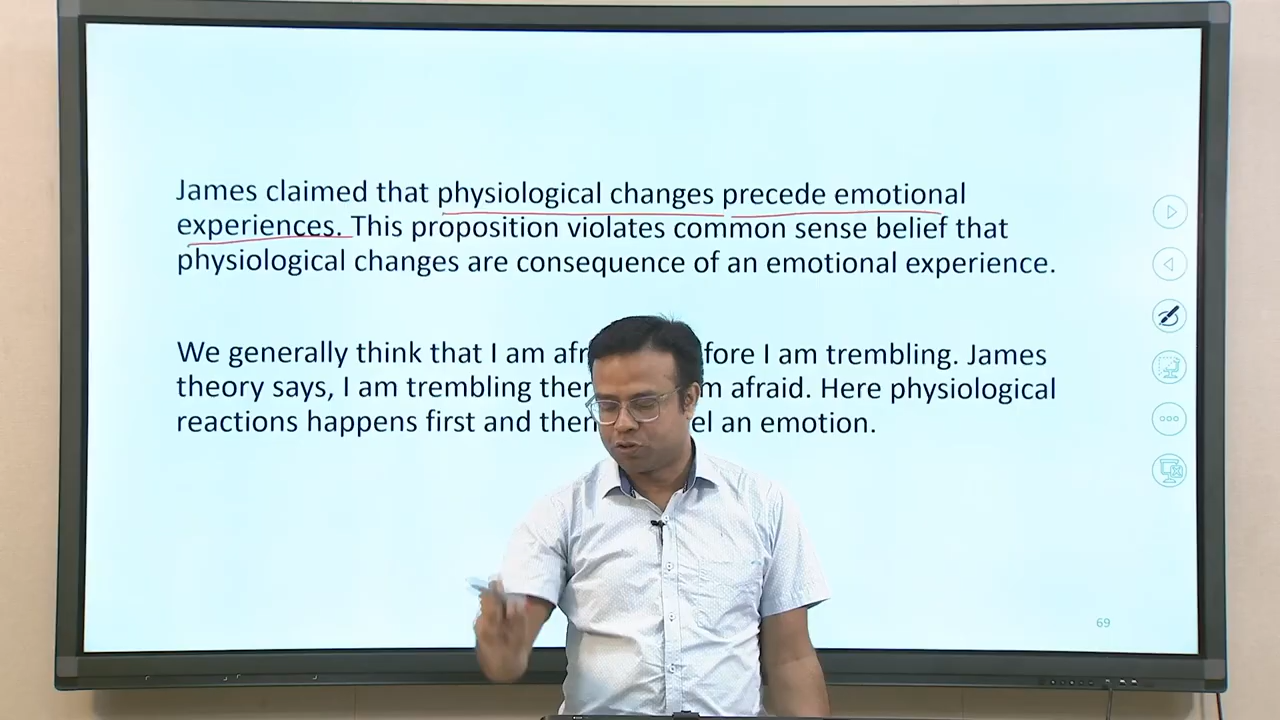 James claimed that physiological changes precede emotional
experiences. This proposition violates common sense belief that
physiological changes are consequence of an emotional experience.
We generally think that I am I am trembling. James
theory says, I am trembling afraid. Here physiological
reactions happens first and then an emotion.
69